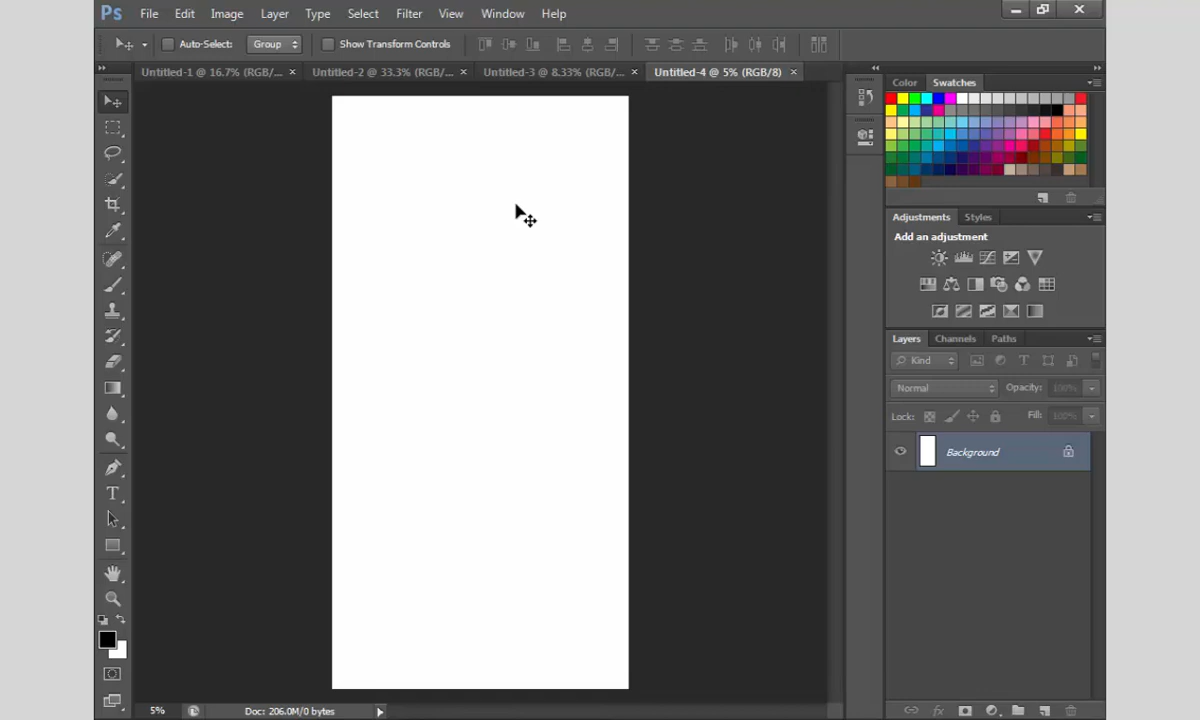 Ps File Edit Image Layer Type Select Filter View Window Help
Auto-Select: Group Show Transform Controls
Untitled-1 @ 16.7% (RGB/... × Untitled-2 @ 33.3% (RGB/... × Untitled-3 @ 8.33% (RGB/... × Untitled-4 @ 5% (RGB/8) ×
Color Swatches
Adjustments Styles
Add an adjustment
Layers Channels Paths
Kind
Normal Opacity: 100%
Lock: Fill: 100%
Background
T
fx
5% Doc: 206.0M/0 bytes